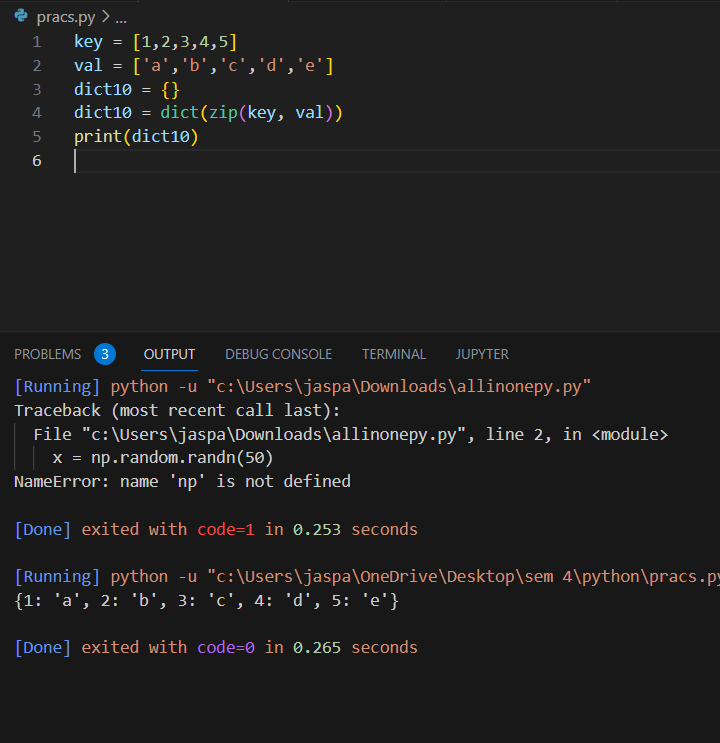 pracs.py > ...
1 key = [1,2,3,4,5]
2 val = ['a','b','c','d','e']
3 dict10 = {}
4 dict10 = dict(zip(key, val))
5 print(dict10)
6
PROBLEMS 3 OUTPUT DEBUG CONSOLE TERMINAL JUPYTER
[Running] python -u "c:\Users\jaspa\Downloads\allinonepy.py"
Traceback (most recent call last):
File "c:\Users\jaspa\Downloads\allinonepy.py", line 2, in <module>
x = np.random.randn(50)
NameError: name 'np' is not defined
[Done] exited with code=1 in 0.253 seconds
[Running] python -u "c:\Users\jaspa\OneDrive\Desktop\sem 4\python\pracs.py
{1: 'a', 2: 'b', 3: 'c', 4: 'd', 5: 'e'}
[Done] exited with code=0 in 0.265 seconds